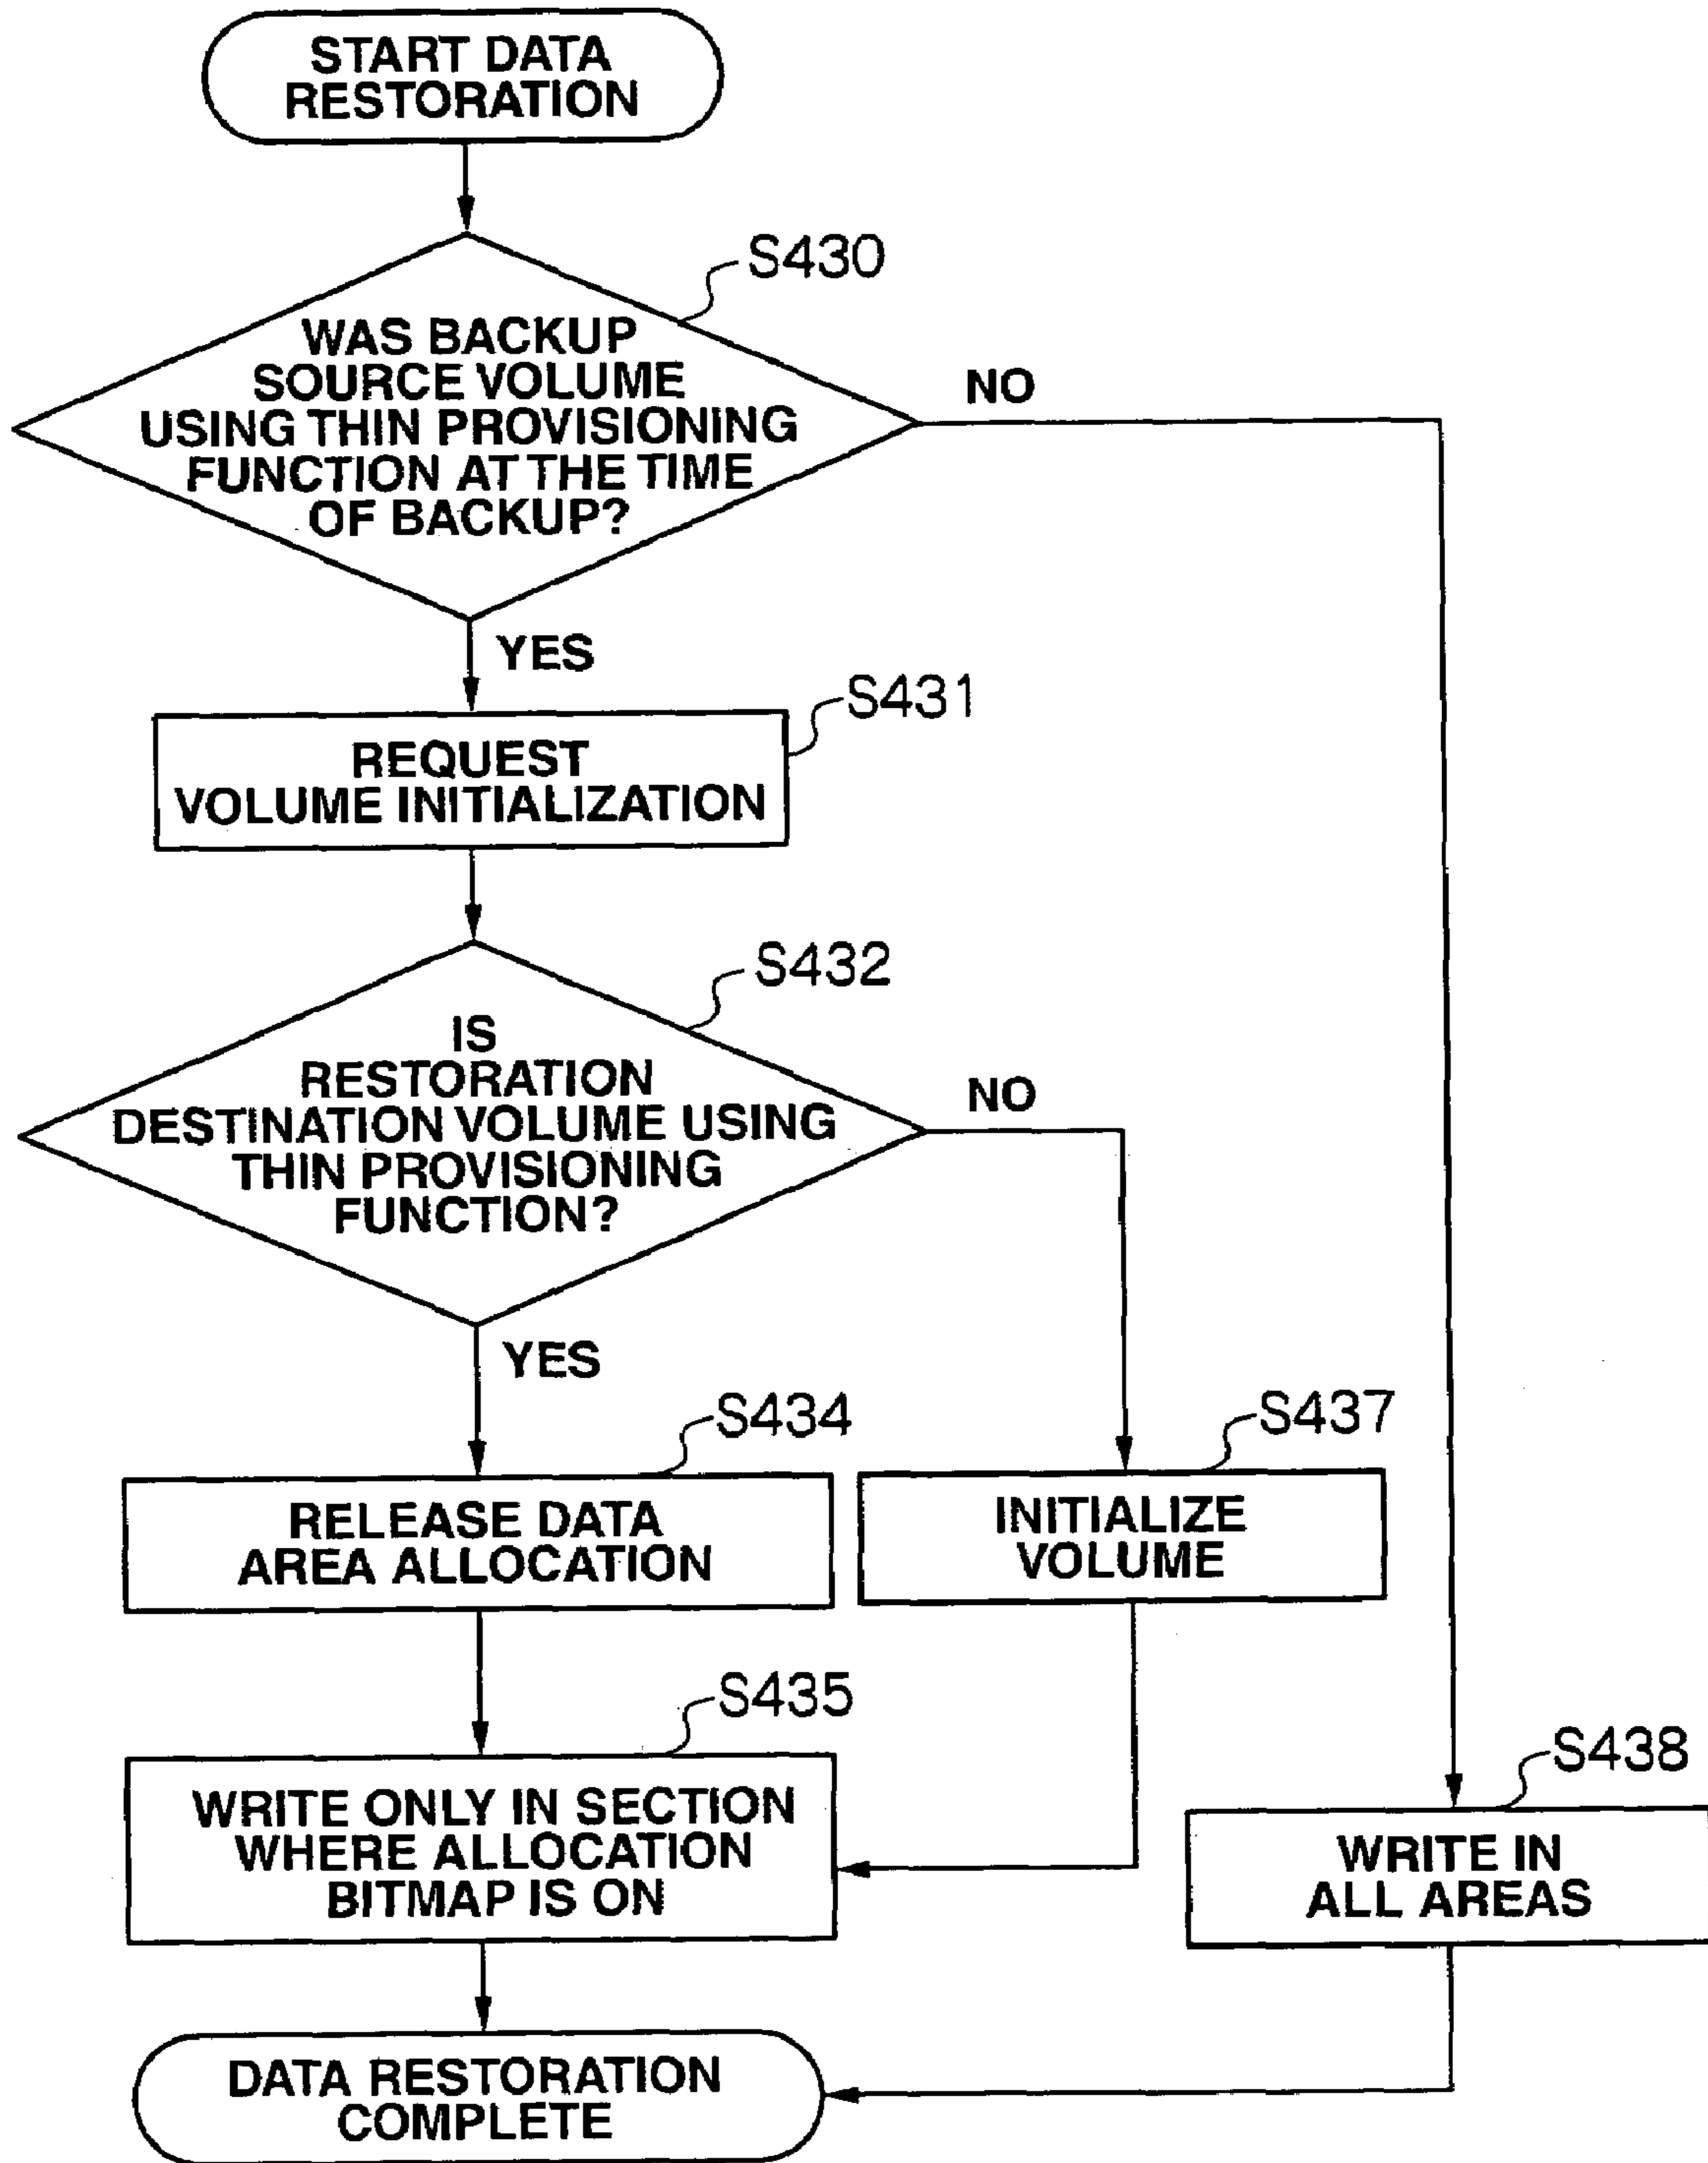 START DATA
RESTORATION
S430
WAS BACKUP
SOURCE VOLUME
USING THIN PROVISIONING
FUNCTION AT THE TIME
OF BACKUP?
NO
YES
S431
REQUEST
VOLUME INITIALIZATION
S432
IS
RESTORATION
DESTINATION VOLUME USING
THIN PROVISIONING
FUNCTION?
NO
YES
S434
RELEASE DATA
AREA ALLOCATION
S437
INITIALIZE
VOLUME
S435
WRITE ONLY IN SECTION
WHERE ALLOCATION
BITMAP IS ON
S438
WRITE IN
ALL AREAS
DATA RESTORATION
COMPLETE